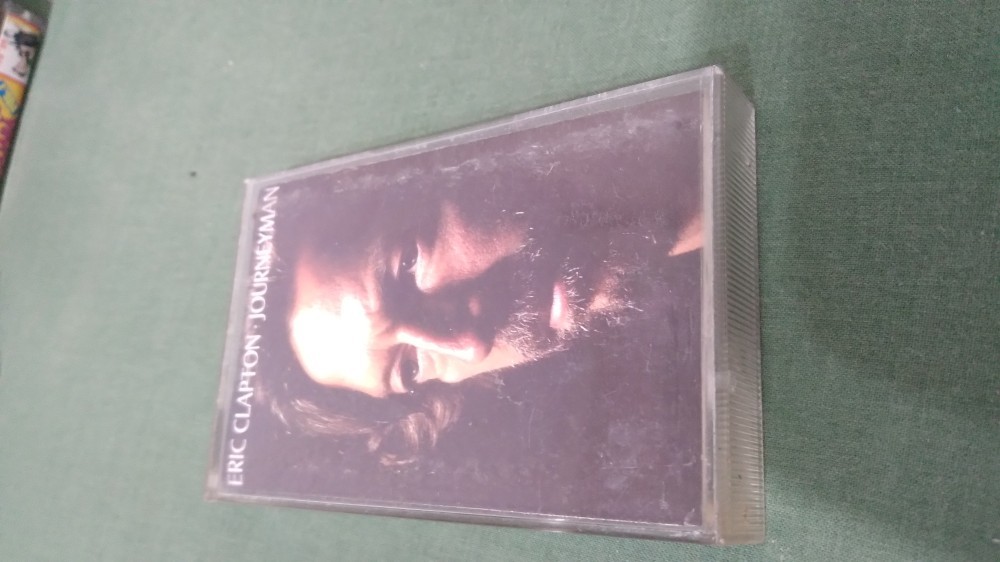 ERIC CLAPTON · JOURNEYMAN